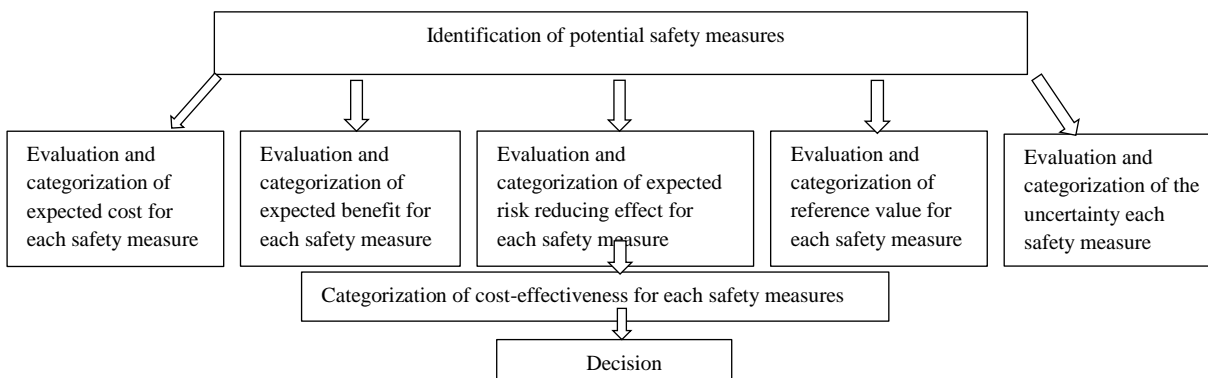 Identification of potential safety measures
Evaluation and
categorization of
expected cost for
each safety measure
Evaluation and
categorization of
expected benefit for
each safety measure
Evaluation and
categorization of expected
risk reducing effect for
each safety measure
Evaluation and
categorization of
reference value for
each safety measure
Evaluation and
categorization of the
uncertainty each
safety measure
Categorization of cost-effectiveness for each safety measures
Decision